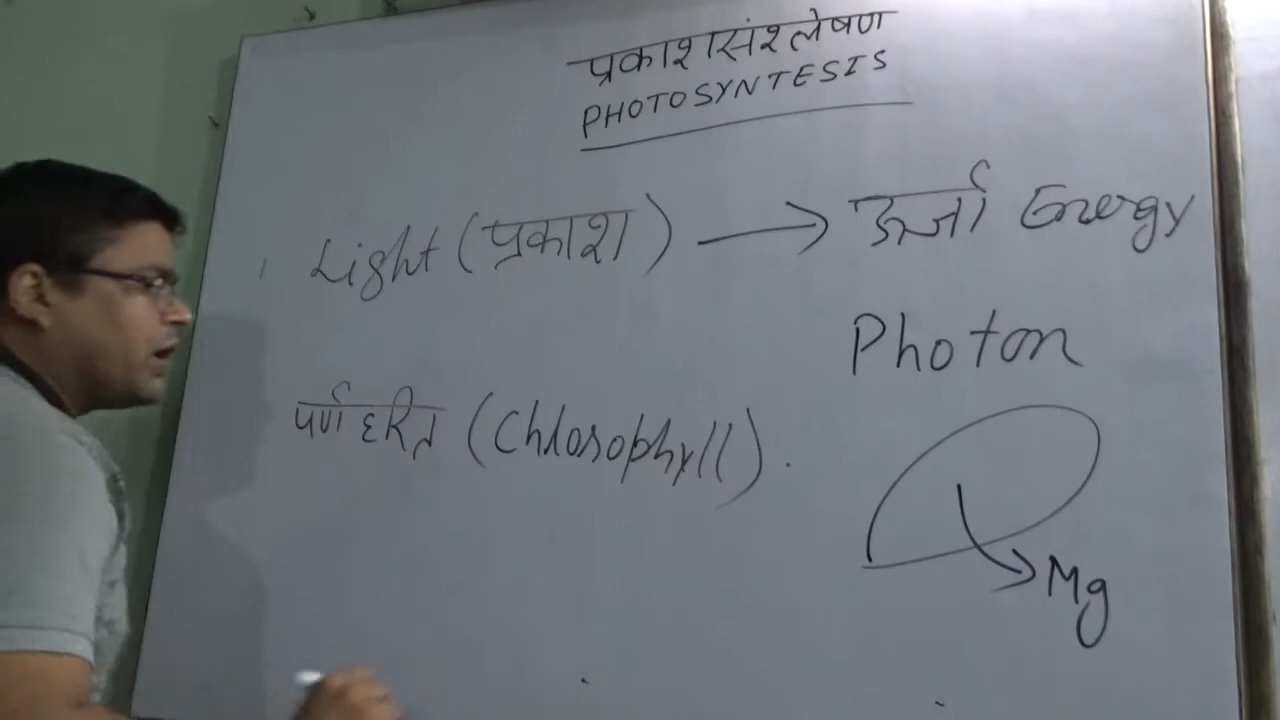 प्रकाशसंश्लेषण
PHOTOSYNTESIS
Light (प्रकाश) → ऊर्जा Energy
Photon
पर्णहरित (Chlorophyll).
Mg